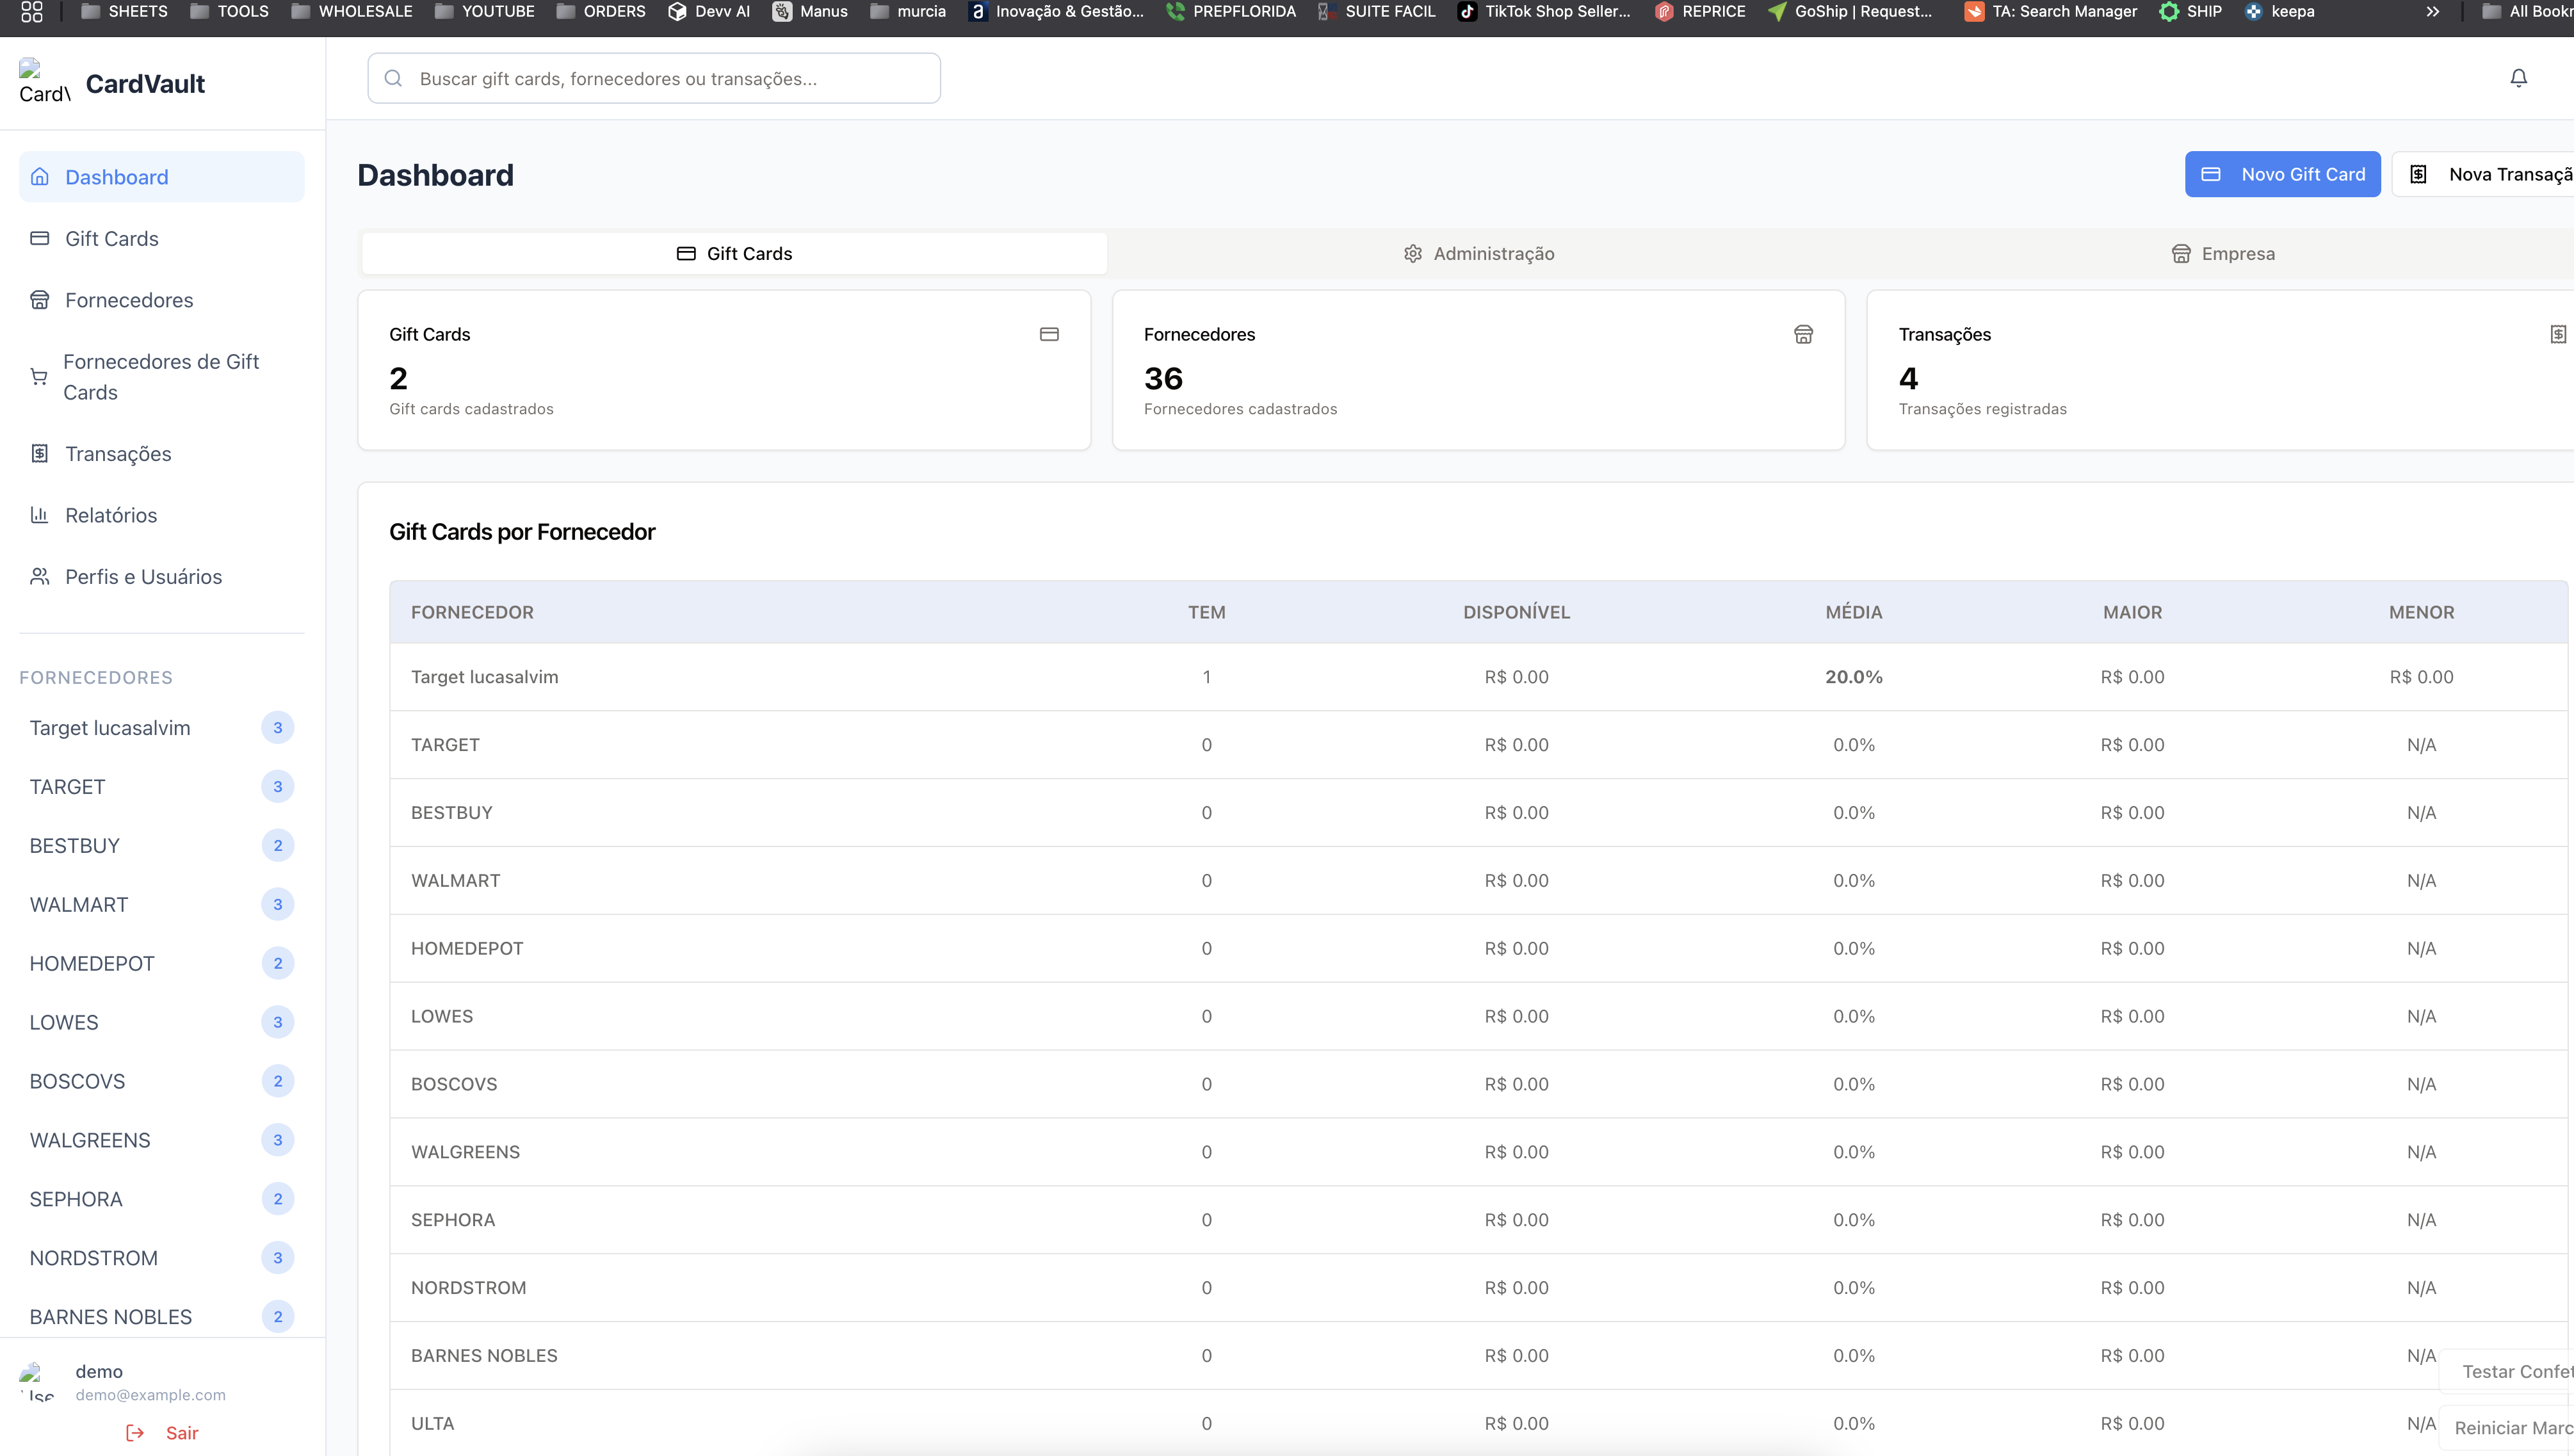 SHEETS TOOLS WHOLESALE YOUTUBE ORDERS Devv AI Manus murcia Inovação & Gestão... PREPFLORIDA SUITE FACIL TikTok Shop Seller... REPRICE GoShip | Request... TA: Search Manager SHIP keepa All Bookr
Card\
CardVault
Buscar gift cards, fornecedores ou transações...
Dashboard
Gift Cards
Fornecedores
Fornecedores de Gift
Cards
Transações
Relatórios
Perfis e Usuários
FORNECEDORES
Target lucasalvim 3
TARGET 3
BESTBUY 2
WALMART 3
HOMEDEPOT 2
LOWES 3
BOSCOVS 2
WALGREENS 3
SEPHORA 2
NORDSTROM 3
BARNES NOBLES 2
demo
demo@example.com
Sair
Dashboard
Novo Gift Card
Nova Transaçã
Gift Cards Administração Empresa
Gift Cards
2
Gift cards cadastrados
Fornecedores
36
Fornecedores cadastrados
Transações
4
Transações registradas
Gift Cards por Fornecedor
FORNECEDOR TEM DISPONÍVEL MÉDIA MAIOR MENOR
Target lucasalvim 1 R$ 0.00 20.0% R$ 0.00 R$ 0.00
TARGET 0 R$ 0.00 0.0% R$ 0.00 N/A
BESTBUY 0 R$ 0.00 0.0% R$ 0.00 N/A
WALMART 0 R$ 0.00 0.0% R$ 0.00 N/A
HOMEDEPOT 0 R$ 0.00 0.0% R$ 0.00 N/A
LOWES 0 R$ 0.00 0.0% R$ 0.00 N/A
BOSCOVS 0 R$ 0.00 0.0% R$ 0.00 N/A
WALGREENS 0 R$ 0.00 0.0% R$ 0.00 N/A
SEPHORA 0 R$ 0.00 0.0% R$ 0.00 N/A
NORDSTROM 0 R$ 0.00 0.0% R$ 0.00 N/A
BARNES NOBLES 0 R$ 0.00 0.0% R$ 0.00 N/A
Testar Confet
ULTA 0 R$ 0.00 0.0% R$ 0.00 N/A
Reiniciar Marc